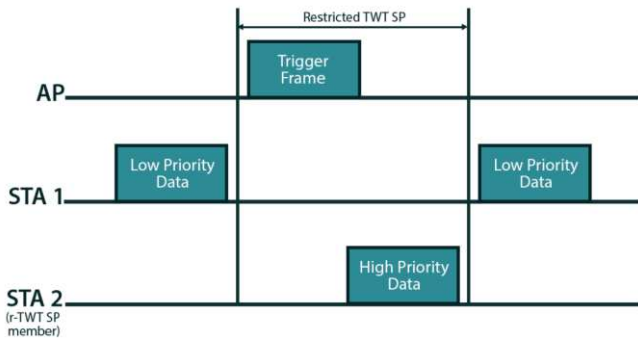 Restricted TWT SP
Trigger
Frame
AP
Low Priority
Data
Low Priority
Data
STA 1
High Priority
Data
STA 2
(r-TWT SP
member)